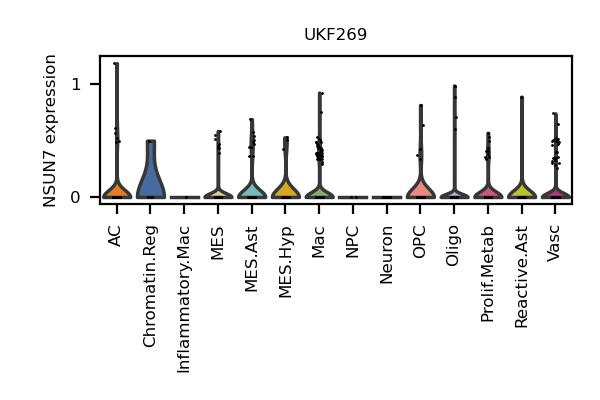 UKF269
NSUN7 expression
1
0
AC
Chromatin.Reg
Inflammatory.Mac
MES
MES.Ast
MES.Hyp
Mac
NPC
Neuron
OPC
Oligo
Prolif.Metab
Reactive.Ast
Vasc